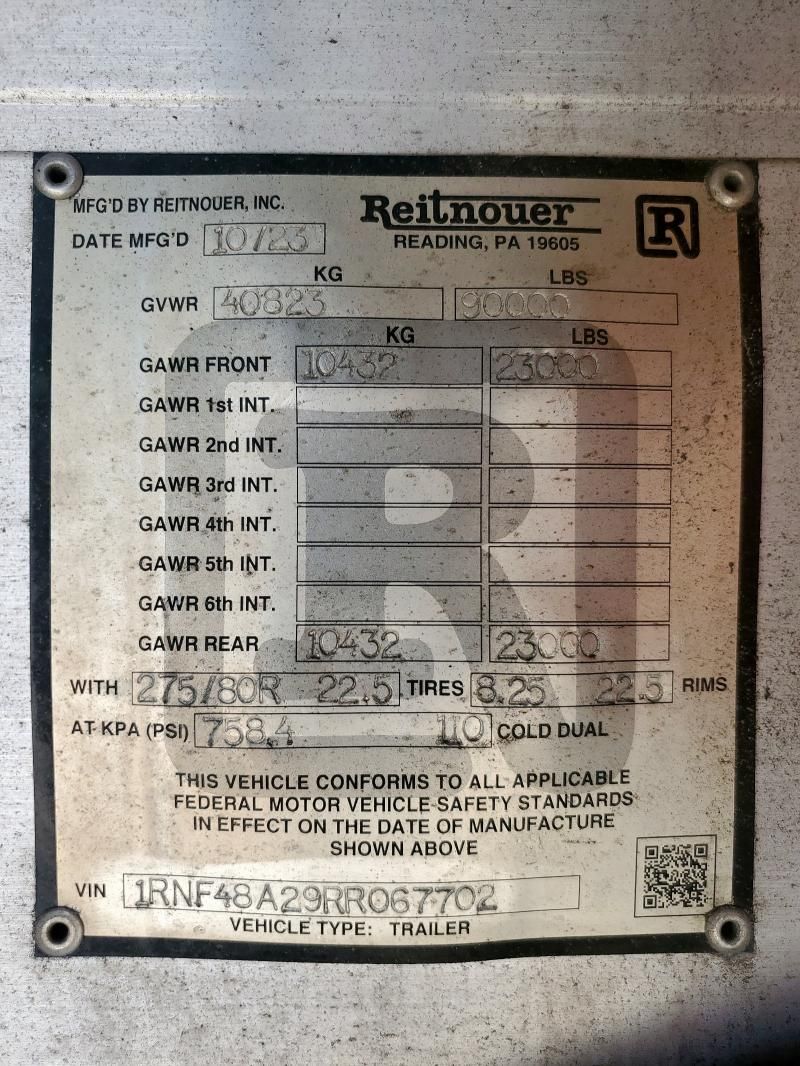 MFG'D BY REITNOUER, INC.
Reitnouer
R
DATE MFG'D 10/23
READING, PA 19605
KG LBS
GVWR 40823 90000
KG LBS
GAWR FRONT 10432 23000
GAWR 1st INT.
GAWR 2nd INT.
GAWR 3rd INT.
GAWR 4th INT.
GAWR 5th INT.
GAWR 6th INT.
GAWR REAR 10432 23000
WITH 275/80R 22.5 TIRES 8.25 22.5 RIMS
AT KPA (PSI) 758.4 110 COLD DUAL
THIS VEHICLE CONFORMS TO ALL APPLICABLE
FEDERAL MOTOR VEHICLE SAFETY STANDARDS
IN EFFECT ON THE DATE OF MANUFACTURE
SHOWN ABOVE
VIN 1RNF48A29RR067702
VEHICLE TYPE: TRAILER